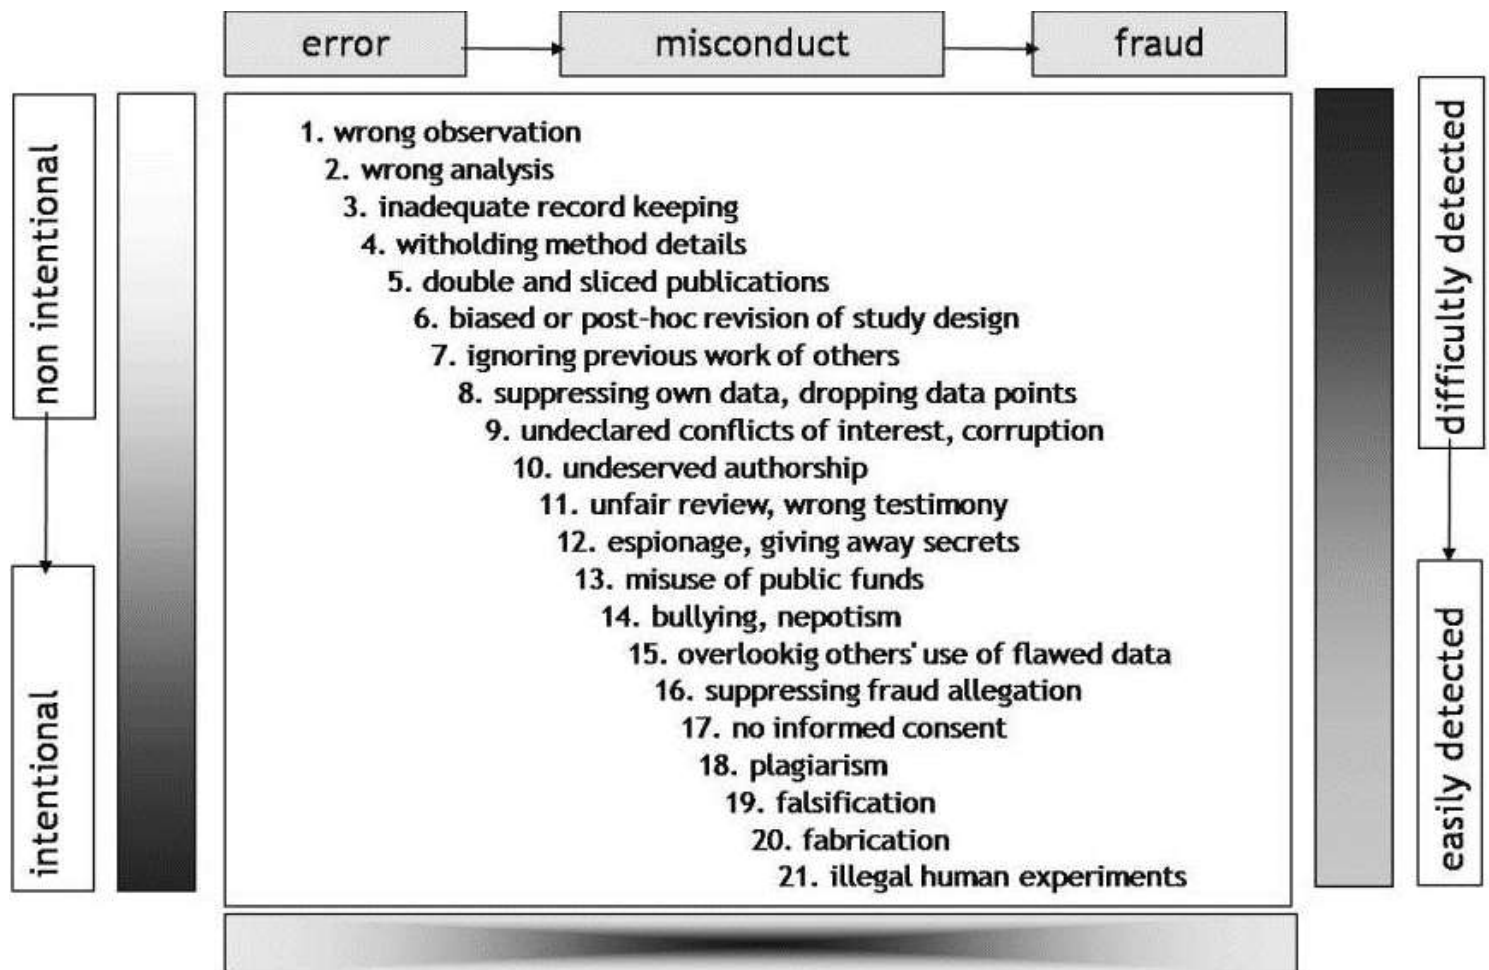 error
misconduct
fraud
non intentional
intentional
1. wrong observation
2. wrong analysis
3. inadequate record keeping
4. witholding method details
5. double and sliced publications
6. biased or post-hoc revision of study design
7. ignoring previous work of others
8. suppressing own data, dropping data points
9. undeclared conflicts of interest, corruption
10. undeserved authorship
11. unfair review, wrong testimony
12. espionage, giving away secrets
13. misuse of public funds
14. bullying, nepotism
15. overlookig others' use of flawed data
16. suppressing fraud allegation
17. no informed consent
18. plagiarism
19. falsification
20. fabrication
21. illegal human experiments
difficultly detected
easily detected